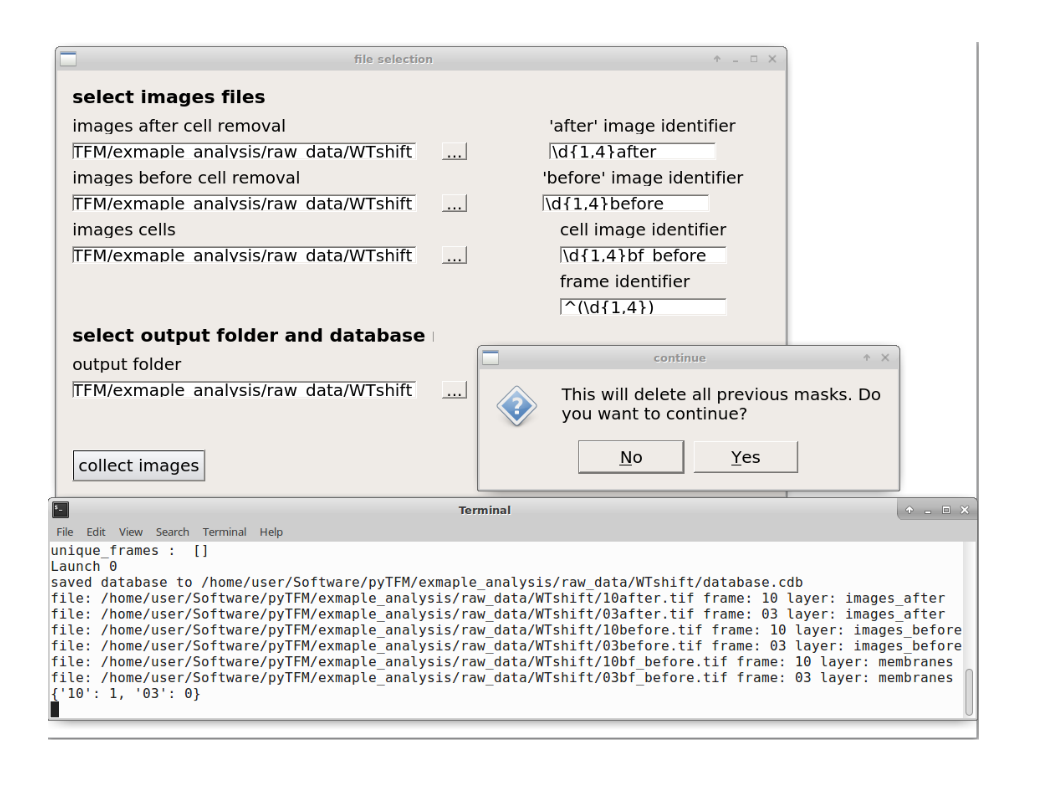 file selection
select images files
images after cell removal
'after' image identifier
TFM/exmaple_analysis/raw_data/WTshift
...
\d{1,4}after
images before cell removal
'before' image identifier
TFM/exmaple_analysis/raw_data/WTshift
...
\d{1,4}before
images cells
cell image identifier
TFM/exmaple_analysis/raw_data/WTshift
...
\d{1,4}bf_before
frame identifier
^(\d{1,4})
select output folder and database
output folder
TFM/exmaple_analysis/raw_data/WTshift
...
collect images
continue
This will delete all previous masks. Do
you want to continue?
No
Yes
Terminal
File Edit View Search Terminal Help
unique_frames :  []
Launch 0
saved database to /home/user/Software/pyTFM/exmaple_analysis/raw_data/WTshift/database.cdb
file: /home/user/Software/pyTFM/exmaple_analysis/raw_data/WTshift/10after.tif frame: 10 layer: images_after
file: /home/user/Software/pyTFM/exmaple_analysis/raw_data/WTshift/03after.tif frame: 03 layer: images_after
file: /home/user/Software/pyTFM/exmaple_analysis/raw_data/WTshift/10before.tif frame: 10 layer: images_before
file: /home/user/Software/pyTFM/exmaple_analysis/raw_data/WTshift/03before.tif frame: 03 layer: images_before
file: /home/user/Software/pyTFM/exmaple_analysis/raw_data/WTshift/10bf_before.tif frame: 10 layer: membranes
file: /home/user/Software/pyTFM/exmaple_analysis/raw_data/WTshift/03bf_before.tif frame: 03 layer: membranes
{'10': 1, '03': 0}